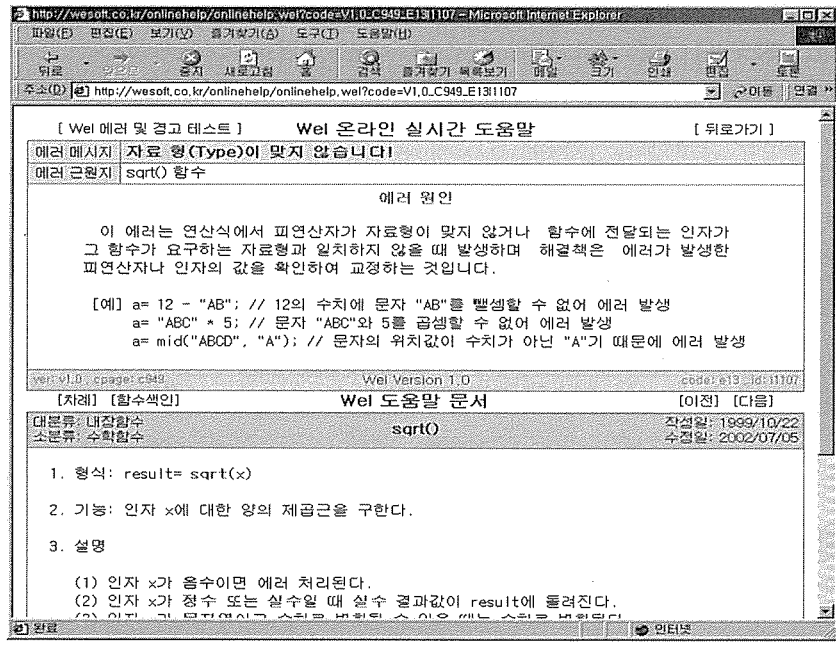 http://wesoft.co.kr/onlinehelp/onlinehelp.wel?code=V1.0_C949_E13I1107 - Microsoft Internet Explorer
파일(F) 편집(E) 보기(V) 즐겨찾기(A) 도구(T) 도움말(H)
뒤로 앞으로 중지 새로고침 홈 검색 즐겨찾기 목록보기 메일 크기 인쇄 편집 토론
주소(D) http://wesoft.co.kr/onlinehelp/onlinehelp.wel?code=V1.0_C949_E13I1107 이동 연결 »
[ Wel 에러 및 경고 테스트 ] Wel 온라인 실시간 도움말 [ 뒤로가기 ]
에러 메시지 자료 형(Type)이 맞지 않습니다!
에러 근원지 sqrt() 함수
에러 원인
이 에러는 연산식에서 피연산자가 자료형이 맞지 않거나 함수에 전달되는 인자가
그 함수가 요구하는 자료형과 일치하지 않을 때 발생하며 해결책은 에러가 발생한
피연산자나 인자의 값을 확인하여 교정하는 것입니다.
[예] a= 12 - "AB"; // 12의 수치에 문자 "AB"를 뺄셈할 수 없어 에러 발생
a= "ABC" * 5; // 문자 "ABC"와 5를 곱셈할 수 없어 에러 발생
a= mid("ABCD", "A"); // 문자의 위치값이 수치가 아닌 "A"기 때문에 에러 발생
ver: v1.0, cpage: c949 Wel Version 1.0 code: e13, id: i1107
[차례] [함수색인] Wel 도움말 문서 [이전] [다음]
대분류: 내장함수 sqrt() 작성일: 1999/10/22
소분류: 수학함수 수정일: 2002/07/05
1. 형식: result= sqrt(x)
2. 기능: 인자 x에 대한 양의 제곱근을 구한다.
3. 설명
(1) 인자 x가 음수이면 에러 처리된다.
(2) 인자 x가 정수 또는 실수일 때 실수 결과값이 result에 돌려진다.
완료 인터넷